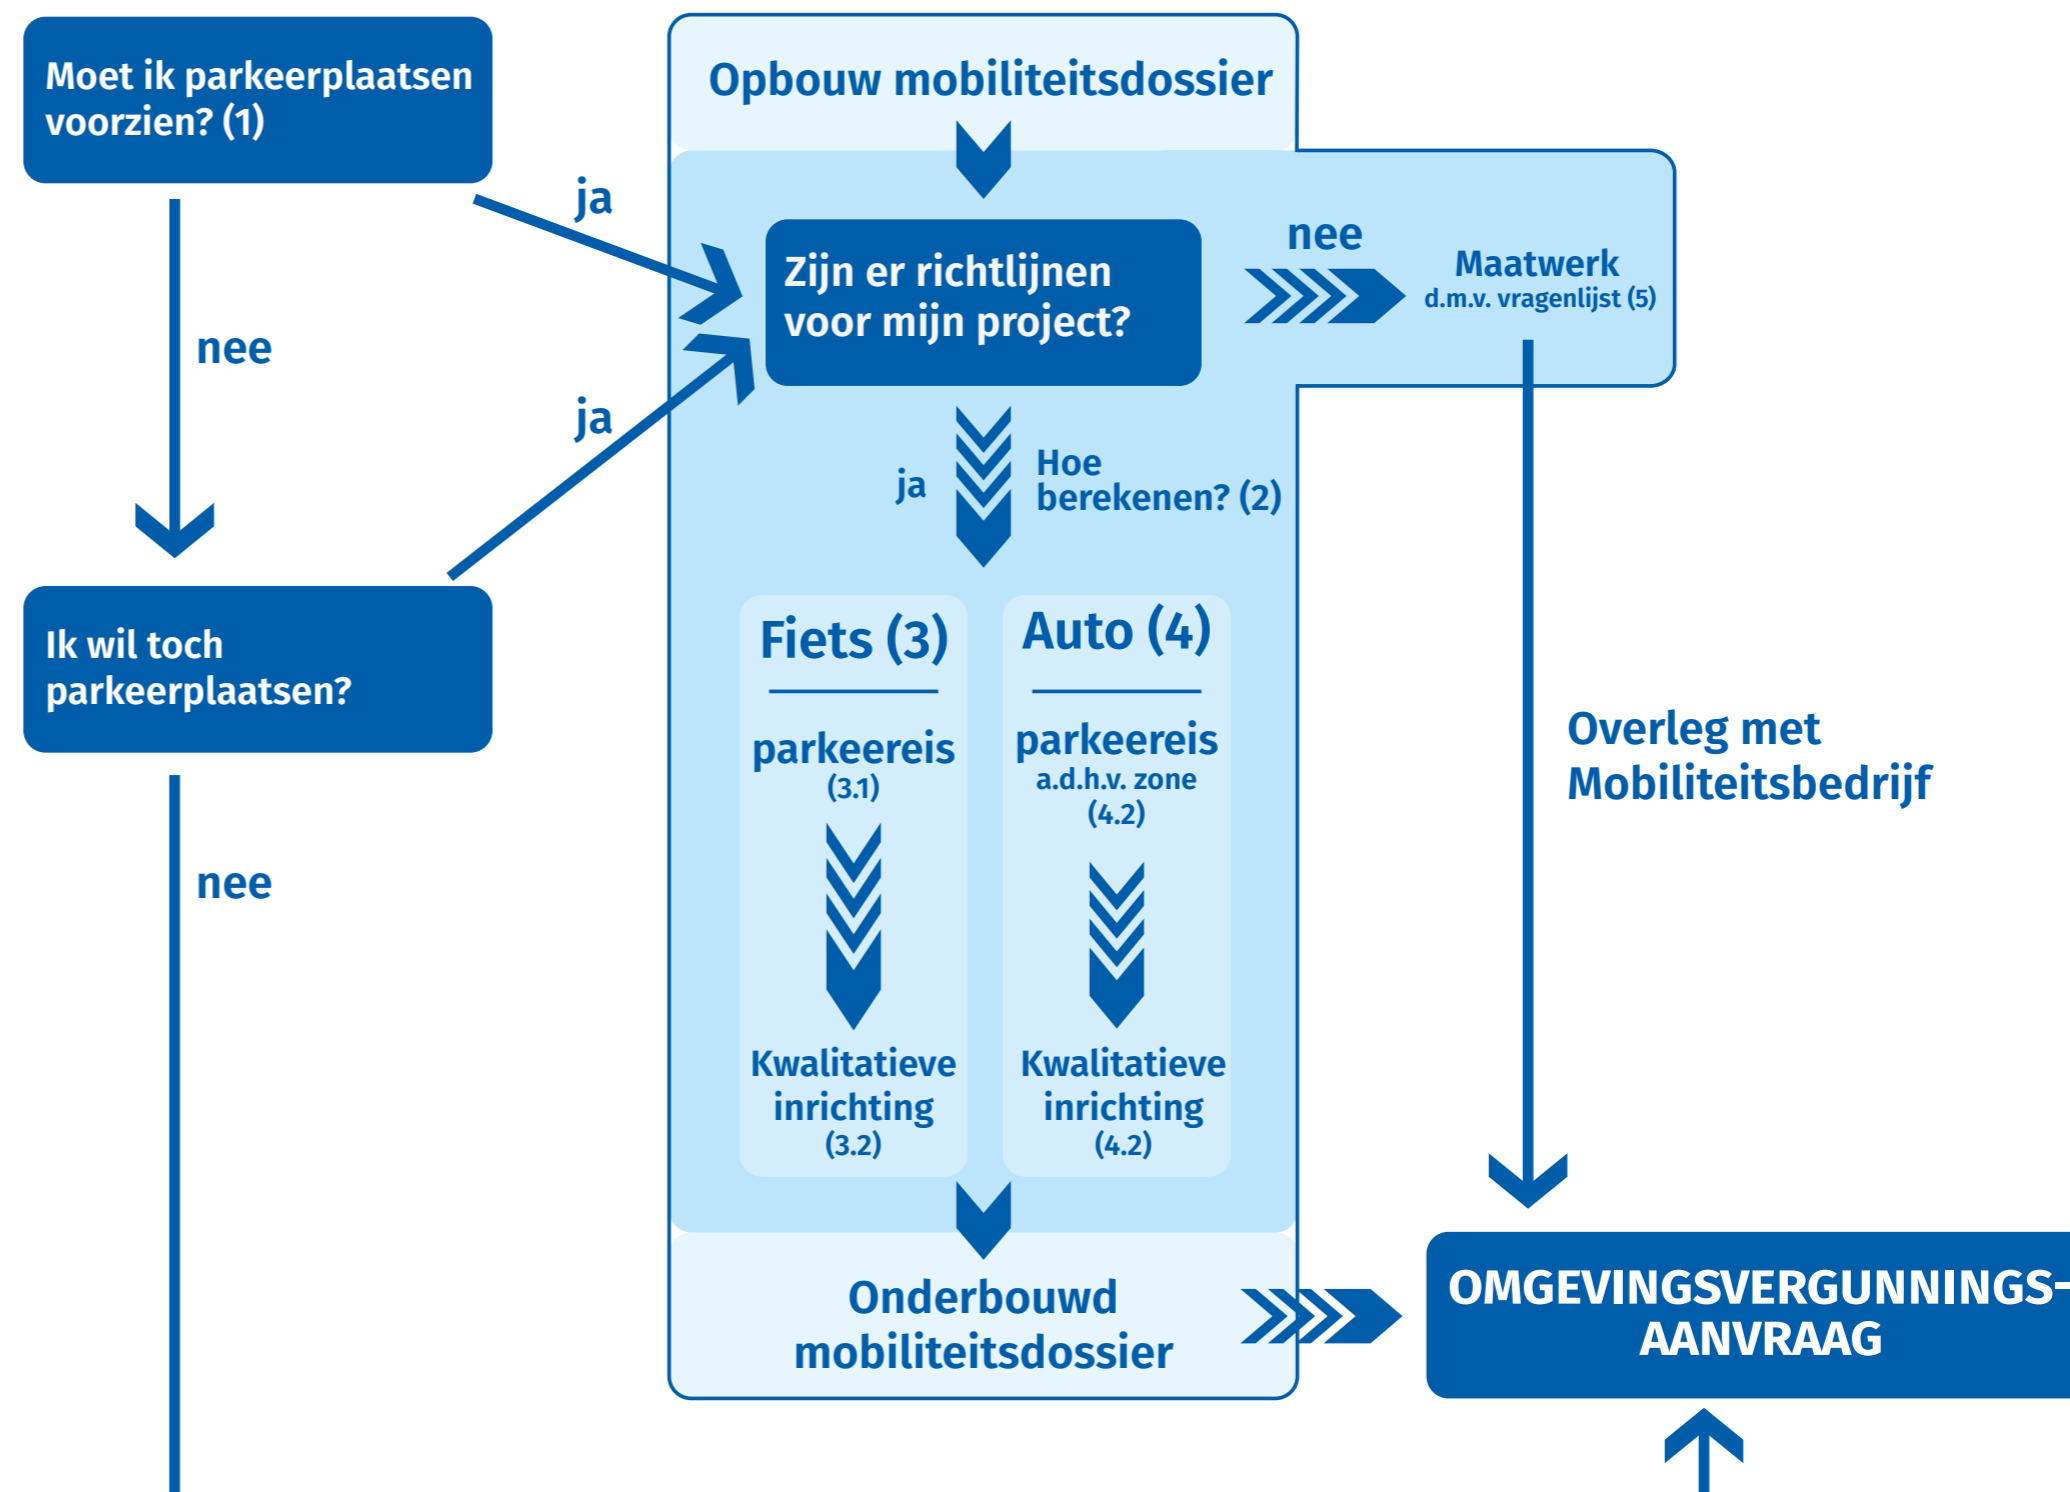 Moet ik parkeerplaatsen
voorzien? (1)
nee
ja
Ik wil toch
parkeerplaatsen?
ja
nee
Opbouw mobiliteitsdossier
Zijn er richtlijnen
voor mijn project?
nee
Maatwerk
d.m.v. vragenlijst (5)
ja
Hoe
berekenen? (2)
Fiets (3)
parkeereis
(3.1)
Kwalitatieve
inrichting
(3.2)
Auto (4)
parkeereis
a.d.h.v. zone
(4.2)
Kwalitatieve
inrichting
(4.2)
Overleg met
Mobiliteitsbedrijf
Onderbouwd
mobiliteitsdossier
OMGEVINGSVERGUNNINGS-
AANVRAAG